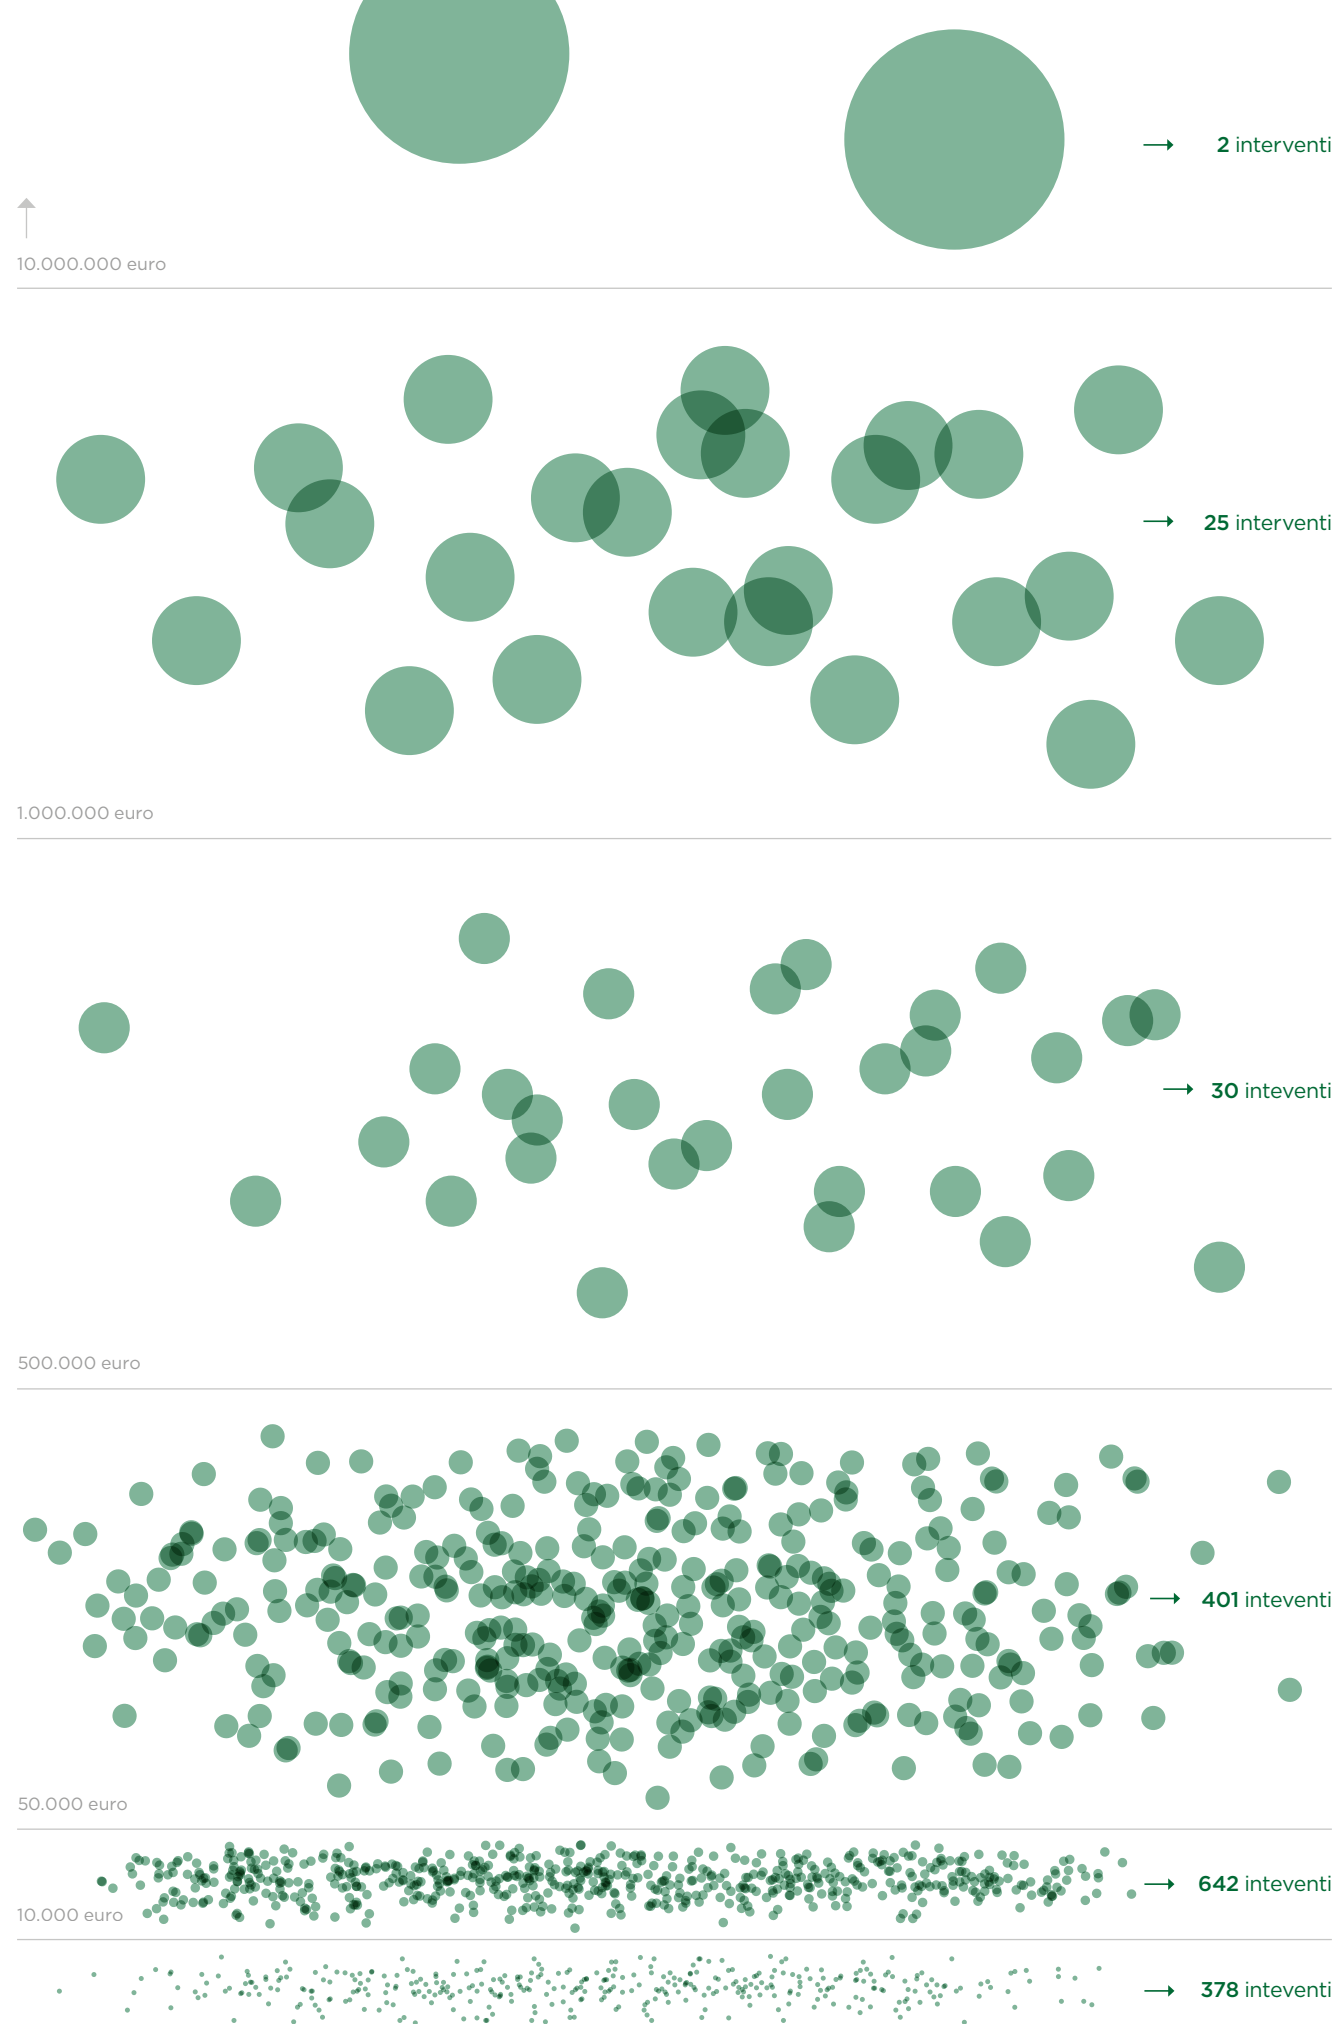 2 interventi
10.000.000 euro
25 interventi
1.000.000 euro
30 inteventi
500.000 euro
401 inteventi
50.000 euro
642 inteventi
10.000 euro
378 inteventi